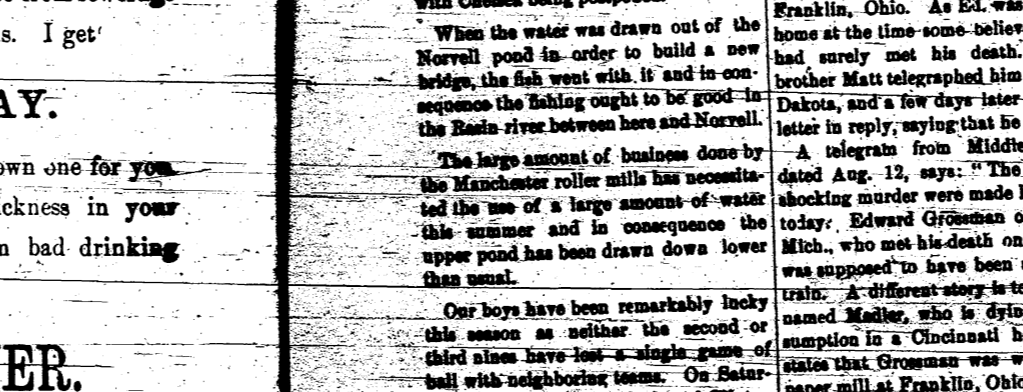 s. I get
AY.
own one for you
ickness in your
n bad drinking
ER.
When the water was drawn out of the
Norvell pond in order to build a new
bridge, the fish went with it and in con-
sequence the fishing ought to be good in
the Rasin river between here and Norvell.
The large amount of business done by
the Manchester roller mills has necessita-
ted the use of a large amount of water
this summer and in consequence the
upper pond has been drawn down lower
than usual.
Our boys have been remarkably lucky
this season as neither the second or
third nines have lost a single game of
ball with neighboring teams. On Satur-
Franklin, Ohio. As Ed. was
home at the time some believ
had surely met his death.
brother Matt telegraphed him
Dakota, and a few days later
letter in reply, saying that he
A telegram from Middle
dated Aug. 12, says: "The
shocking murder were made
today. Edward Grossman o
Mich., who met his death on
was supposed to have been
train. A different story is to
named Madler, who is dyin
sumption in a Cincinnati h
states that Grossman was w
paper mill at Franklin, Ohio